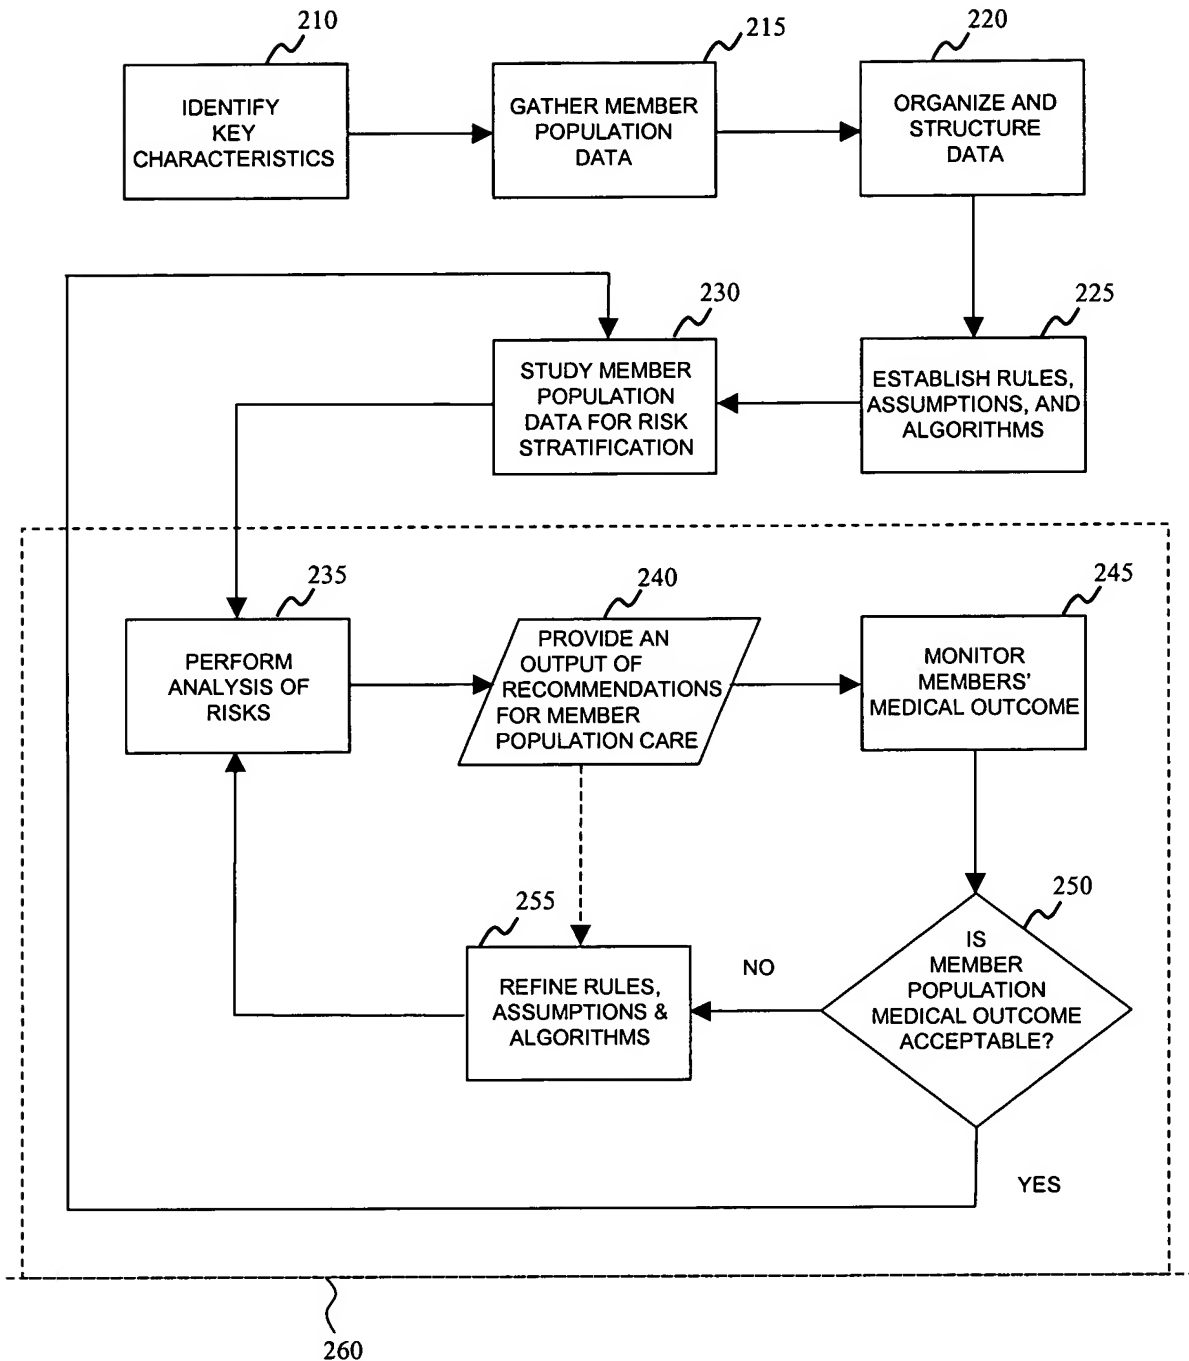 210
IDENTIFY
KEY
CHARACTERISTICS
215
GATHER MEMBER
POPULATION
DATA
220
ORGANIZE AND
STRUCTURE
DATA
230
STUDY MEMBER
POPULATION
DATA FOR RISK
STRATIFICATION
225
ESTABLISH RULES,
ASSUMPTIONS, AND
ALGORITHMS
235
PERFORM
ANALYSIS OF
RISKS
240
PROVIDE AN
OUTPUT OF
RECOMMENDATIONS
FOR MEMBER
POPULATION CARE
245
MONITOR
MEMBERS'
MEDICAL OUTCOME
255
REFINE RULES,
ASSUMPTIONS &
ALGORITHMS
NO
250
IS
MEMBER
POPULATION
MEDICAL OUTCOME
ACCEPTABLE?
YES
260